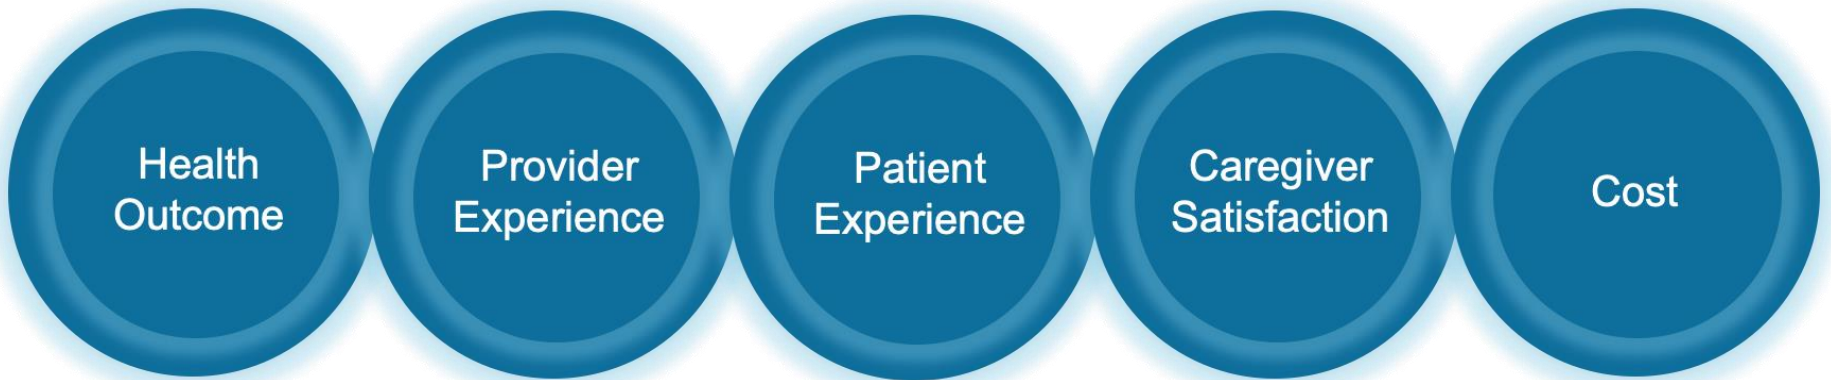 Health
Outcome
Provider
Experience
Patient
Experience
Caregiver
Satisfaction
Cost